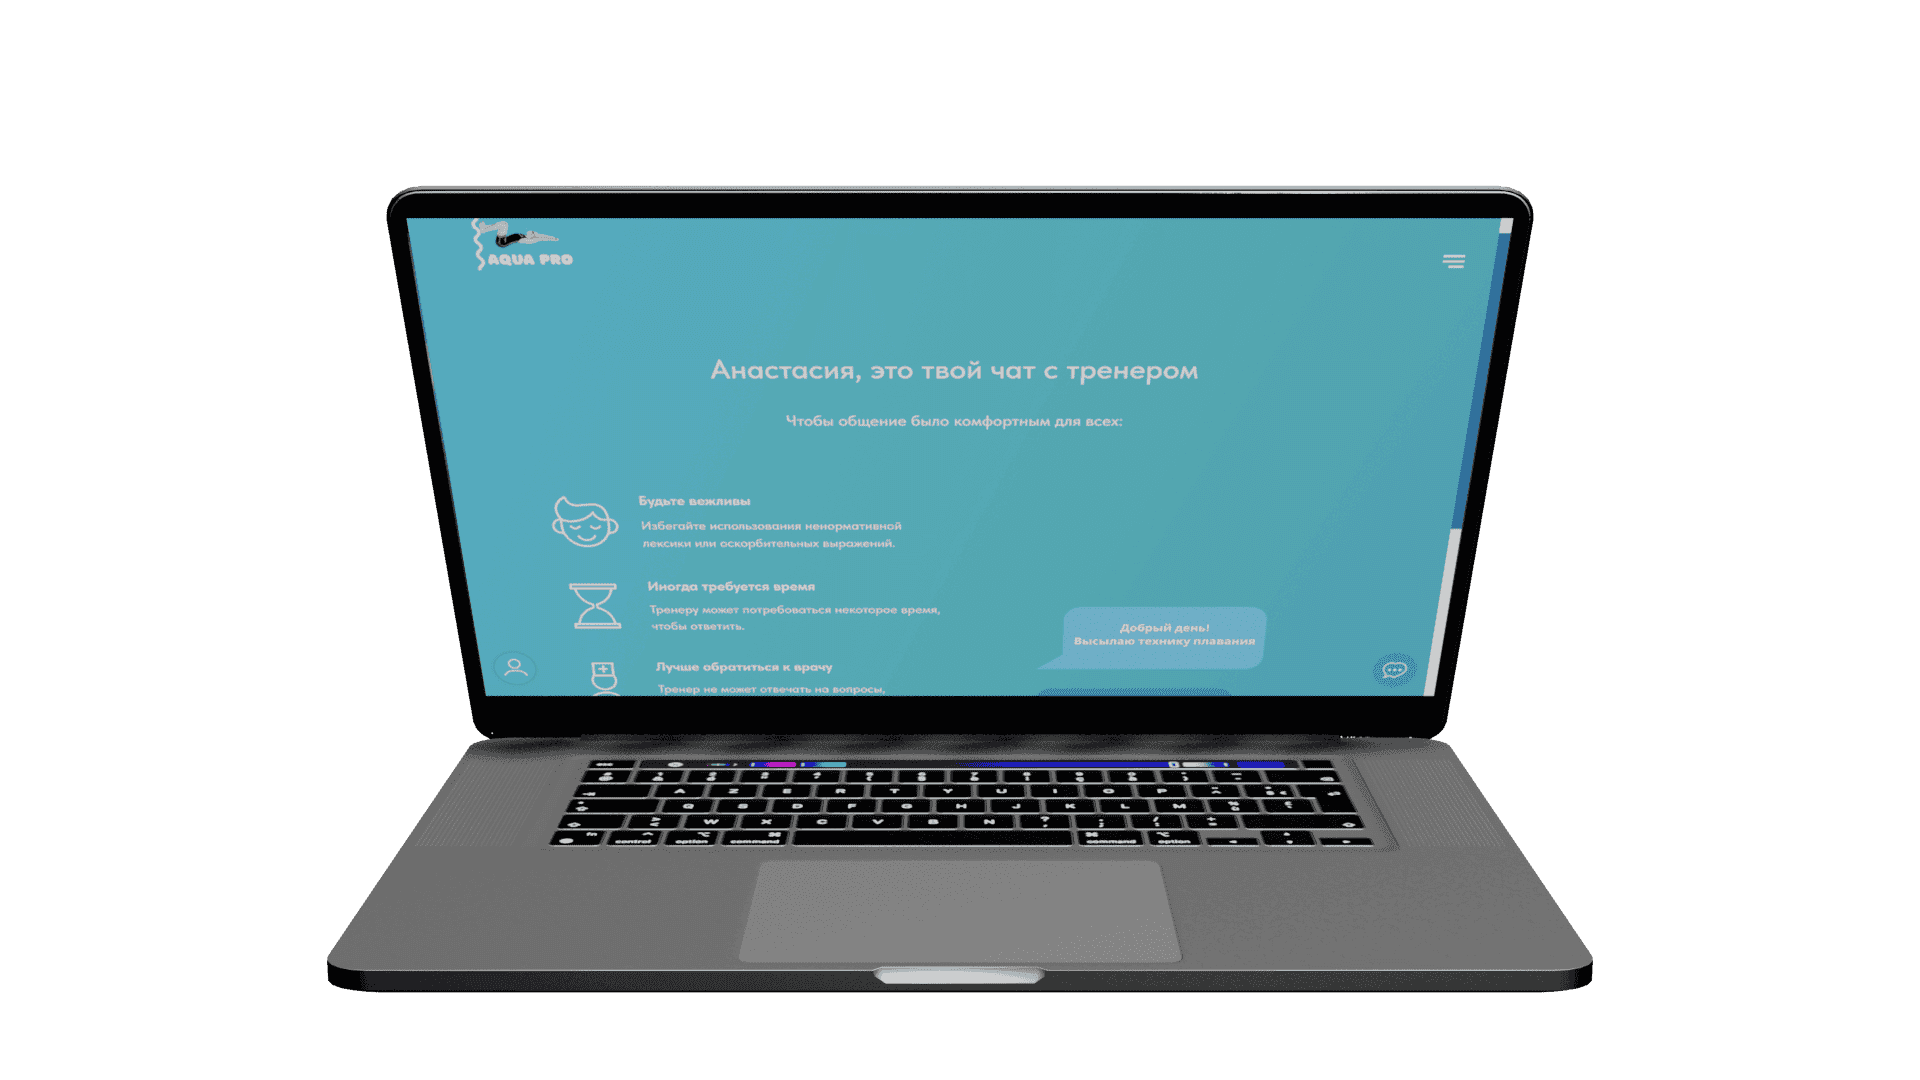 AQUA PRO
Анастасия, это твой чат с тренером
Чтобы общение было комфортным для всех:
Будьте вежливы
Избегайте использования ненормативной
лексики или оскорбительных выражений.
Иногда требуется время
Тренеру может потребоваться некоторое время,
чтобы ответить.
Лучше обратиться к врачу
Тренер не может отвечать на вопросы,
Добрый день!
Высылаю технику плавания
A Z E R T Y U I O P
Q S D F G H J K L M
W X C V B N
fn control option command command option